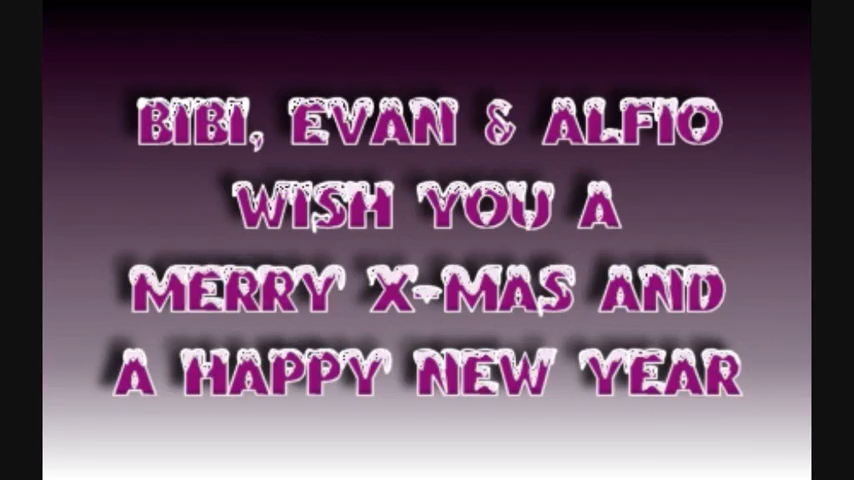 BIBI, EVAN & ALFIO
WISH YOU A
MERRY X-MAS AND
A HAPPY NEW YEAR